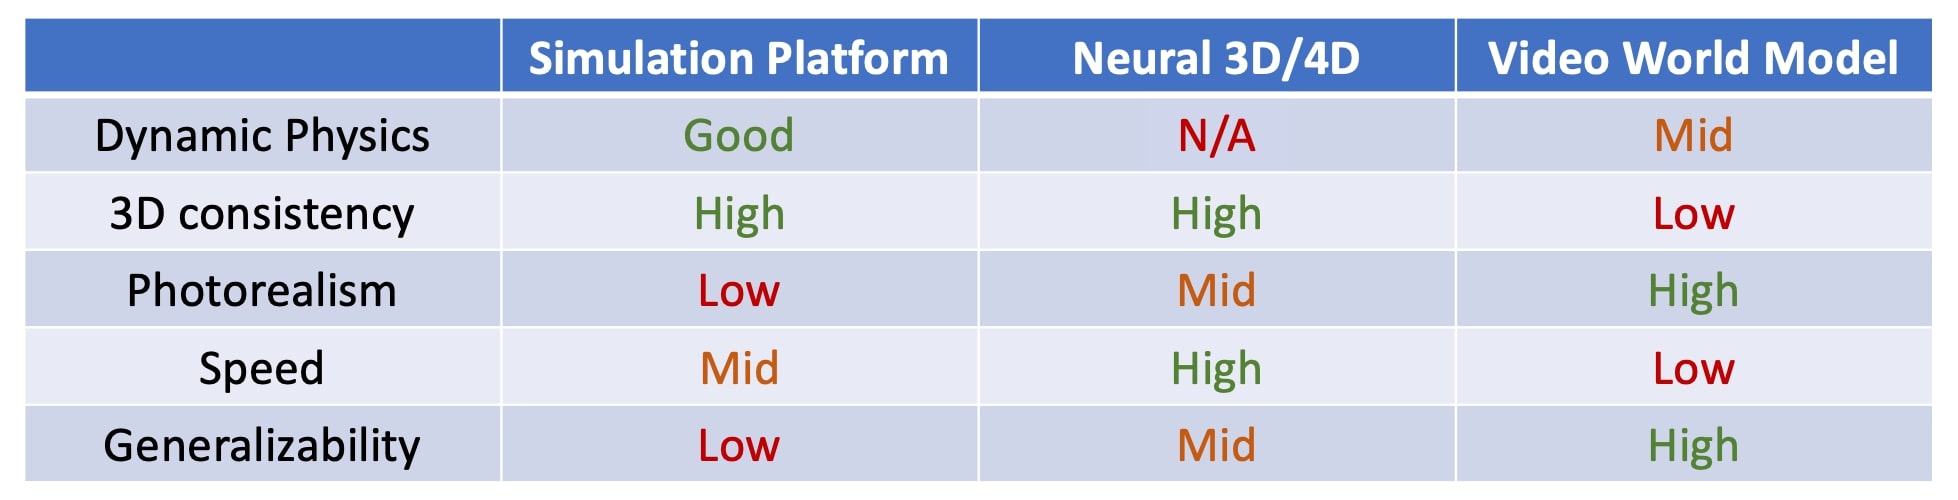 Simulation Platform Neural 3D/4D Video World Model
Dynamic Physics Good N/A Mid
3D consistency High High Low
Photorealism Low Mid High
Speed Mid High Low
Generalizability Low Mid High